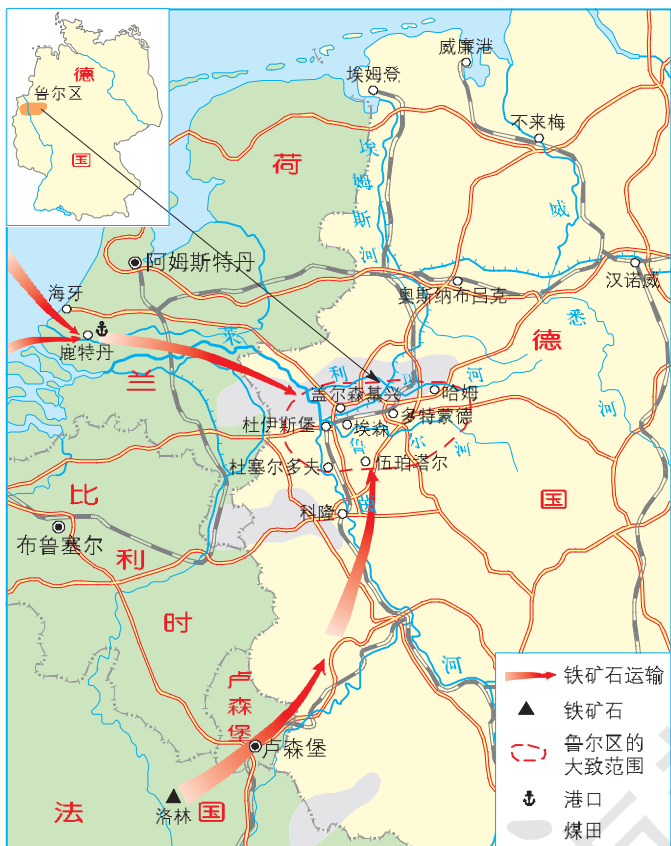 德
鲁尔区
国
威廉港
埃姆登
不来梅
荷
埃
姆
斯
河
威
阿姆斯特丹
汉诺威
海牙
奥斯纳布吕克
鹿特丹
莱
悉
德
兰
利
河
河
盖尔森基兴
哈姆
多特蒙德
杜伊斯堡
埃森
尔
河
杜塞尔多夫
伍珀塔尔
国
比
科隆
布鲁塞尔
利
时
河
卢
森
堡
卢森堡
洛林
法
国
铁矿石运输
铁矿石
鲁尔区的
大致范围
港口
煤田